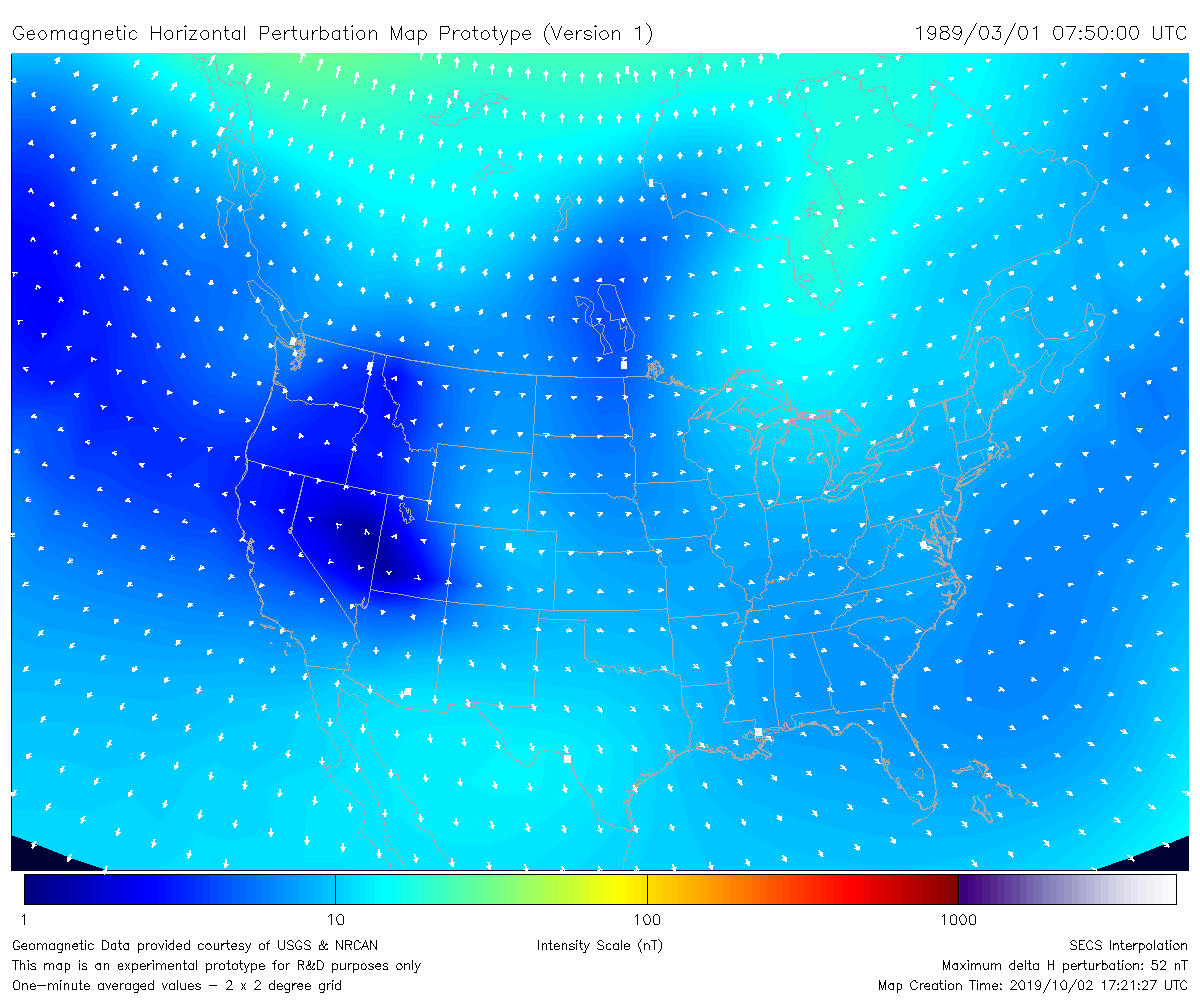 Geomagnetic Horizontal Perturbation Map Prototype (Version 1)
1989/03/01 07:50:00 UTC
1 10 100 1000
Geomagnetic Data provided courtesy of USGS & NRCAN
Intensity Scale (nT)
SECS Interpolation
This map is an experimental prototype for R&D purposes only
Maximum delta H perturbation: 52 nT
One-minute averaged values - 2 x 2 degree grid
Map Creation Time: 2019/10/02 17:21:27 UTC